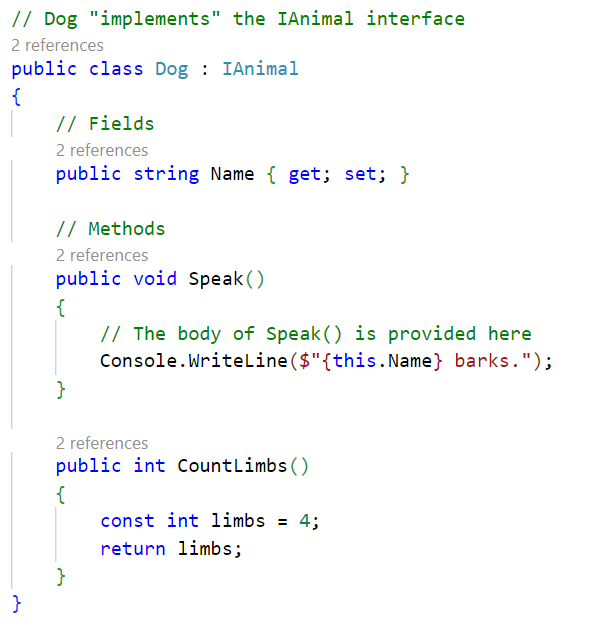 // Dog "implements" the IAnimal interface
2 references
public class Dog : IAnimal
{
// Fields
2 references
public string Name { get; set; }
// Methods
2 references
public void Speak()
{
// The body of Speak() is provided here
Console.WriteLine($"{this.Name} barks.");
}
2 references
public int CountLimbs()
{
const int limbs = 4;
return limbs;
}
}